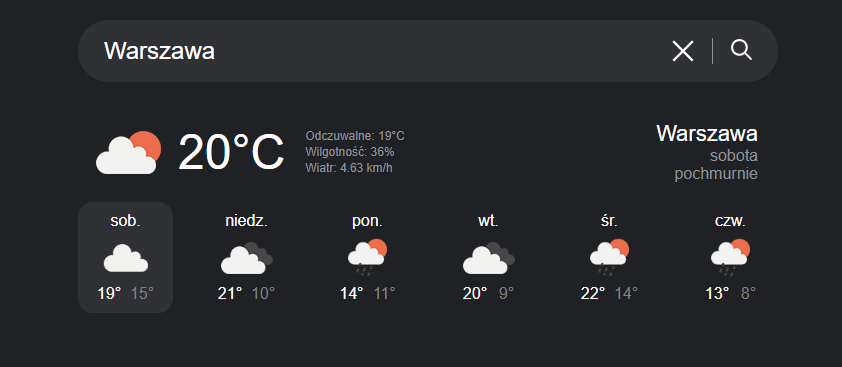 Warszawa
20°C
Odczuwalne: 19°C
Wilgotność: 36%
Wiatr: 4.63 km/h
Warszawa
sobota
pochmurnie
sob.
19° 15°
niedz.
21° 10°
pon.
14° 11°
wt.
20° 9°
śr.
22° 14°
czw.
13° 8°